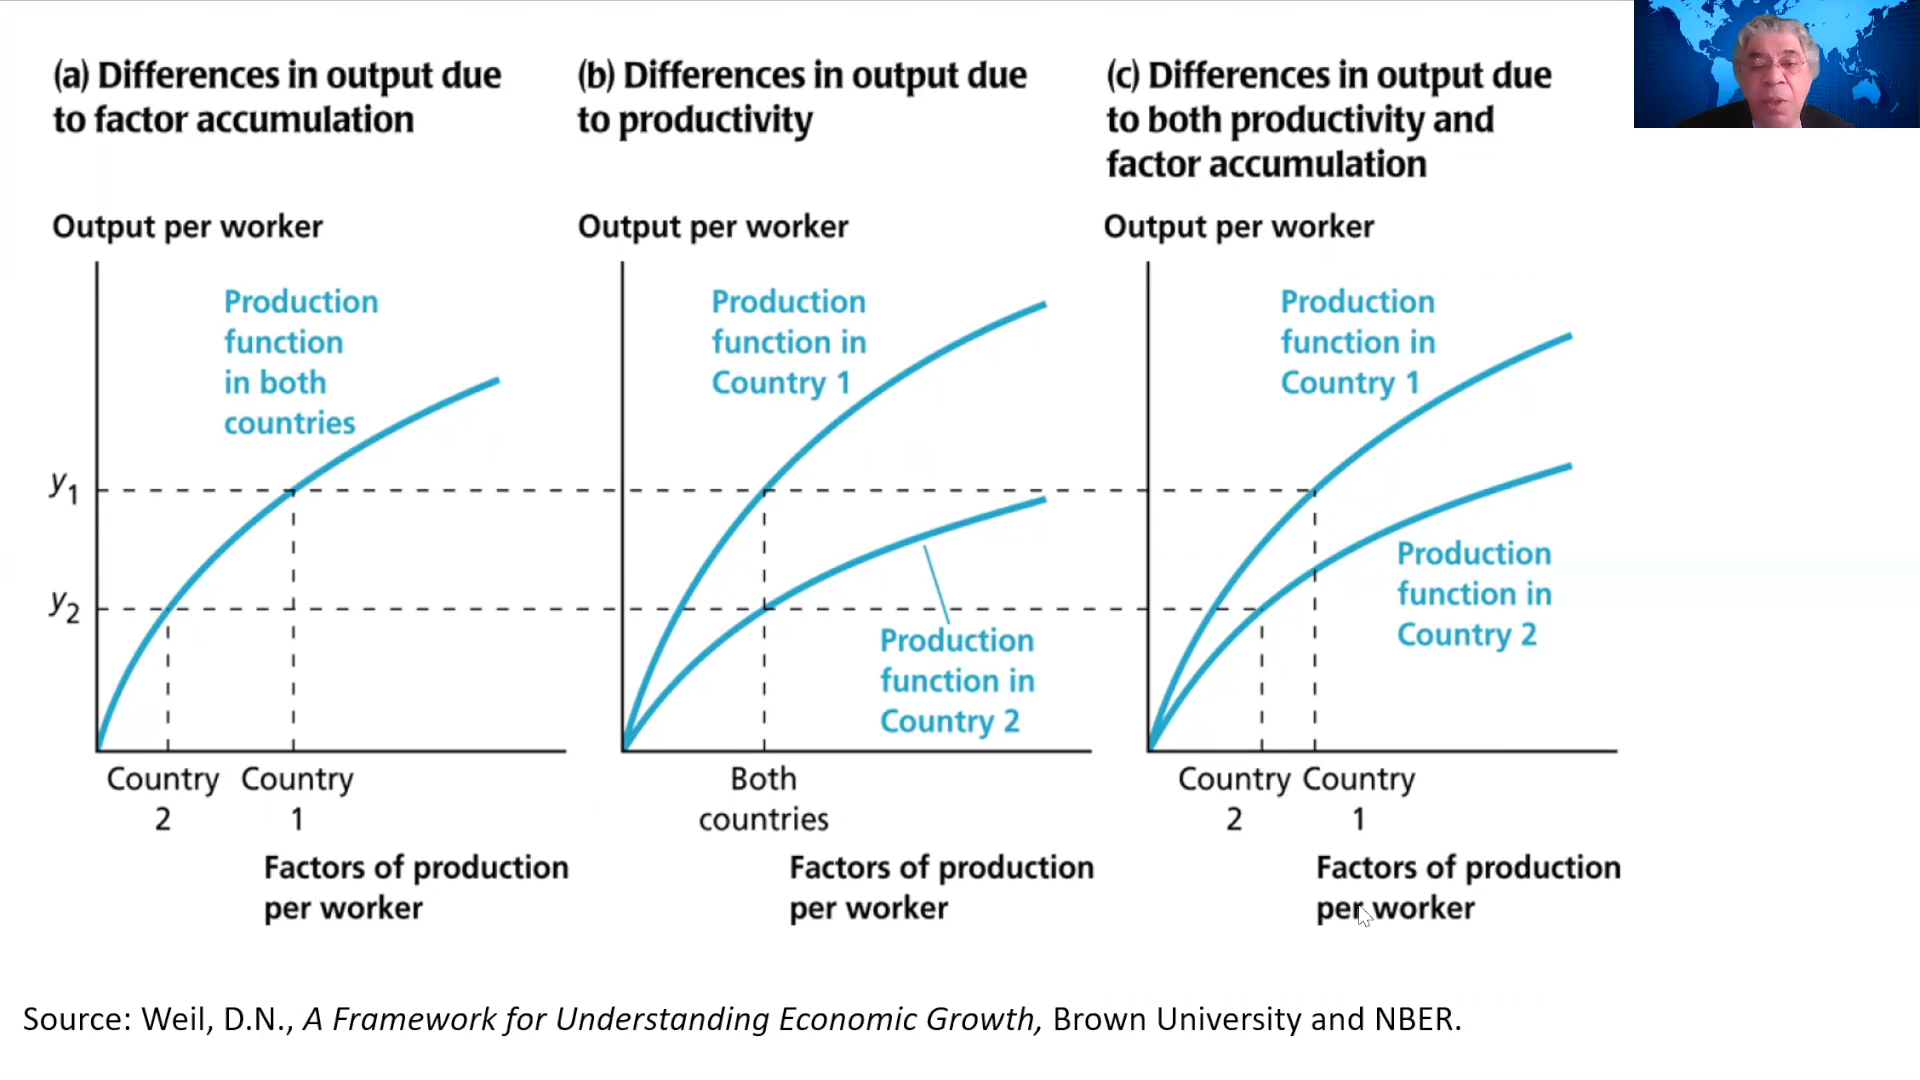 (a) Differences in output due
to factor accumulation
Output per worker
Production
function
in both
countries
y1
y2
Country
2
Country
1
Factors of production
per worker
(b) Differences in output due
to productivity
Output per worker
Production
function in
Country 1
Production
function in
Country 2
Both
countries
Factors of production
per worker
(c) Differences in output due
to both productivity and
factor accumulation
Output per worker
Production
function in
Country 1
Production
function in
Country 2
Country
2
Country
1
Factors of production
per worker
Source: Weil, D.N., A Framework for Understanding Economic Growth, Brown University and NBER.